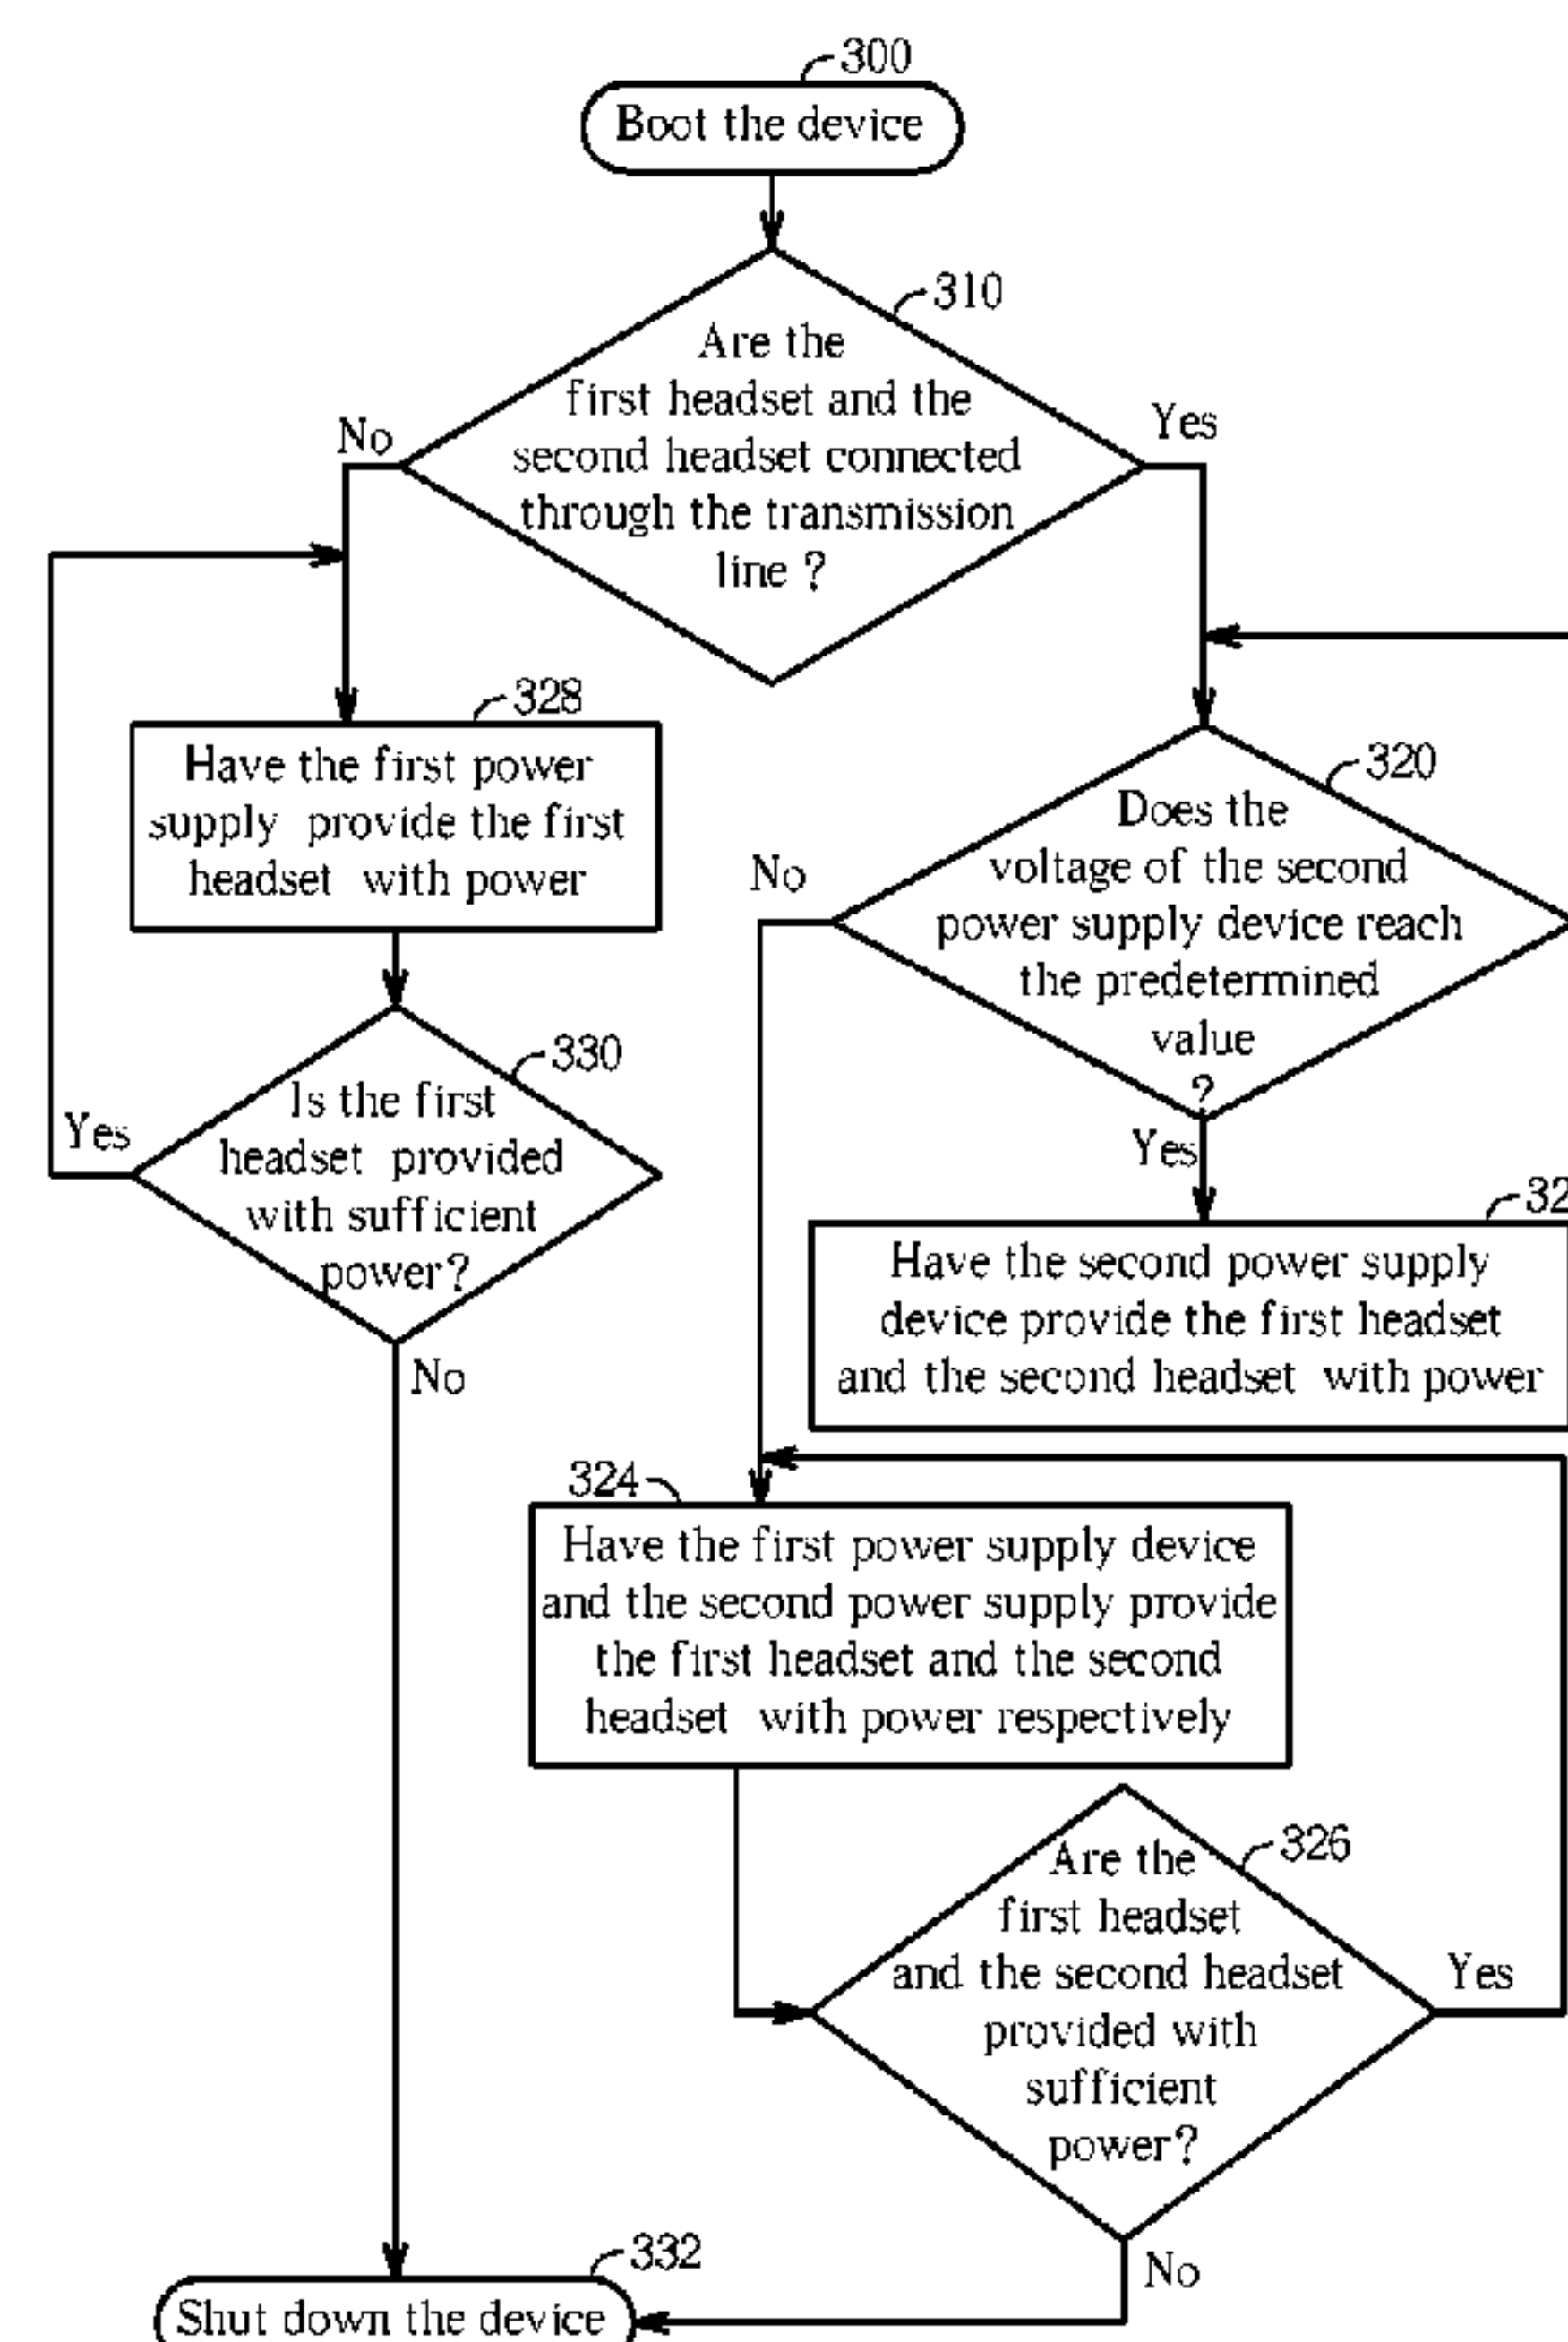 300
Boot the device
310
Are the
first headset and the
second headset connected
through the transmission
line ?
No
Yes
328
Have the first power
supply provide the first
headset with power
320
Does the
voltage of the second
power supply device reach
the predetermined
value
?
No
Yes
330
Is the first
headset provided
with sufficient
power?
Yes
No
32
Have the second power supply
device provide the first headset
and the second headset with power
324
Have the first power supply device
and the second power supply provide
the first headset and the second
headset with power respectively
326
Are the
first headset
and the second headset
provided with
sufficient
power?
Yes
No
332
Shut down the device